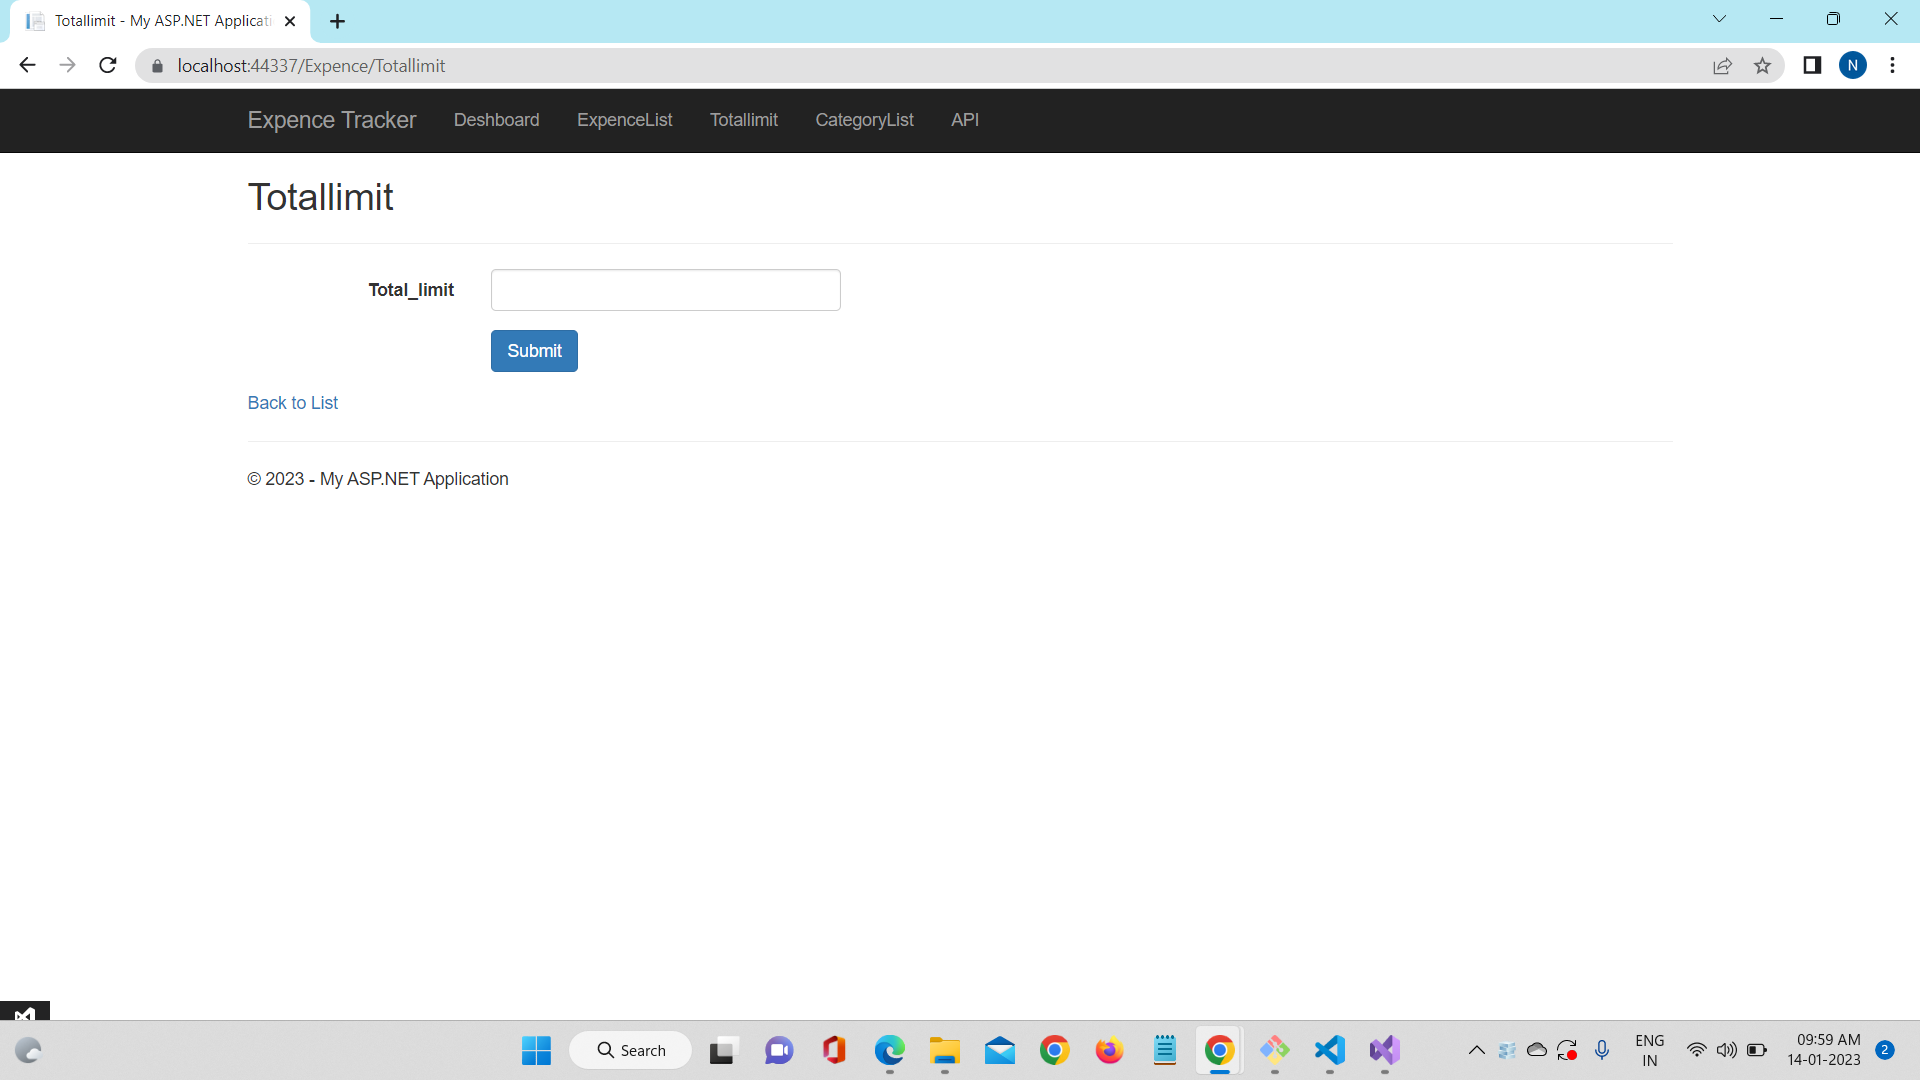 Totallimit - My ASP.NET Applicati
localhost:44337/Expence/Totallimit
N
Expence Tracker Deshboard ExpenceList Totallimit CategoryList API
Totallimit
Total_limit
Submit
Back to List
© 2023 - My ASP.NET Application
Search
ENG
IN
09:59 AM
14-01-2023
2